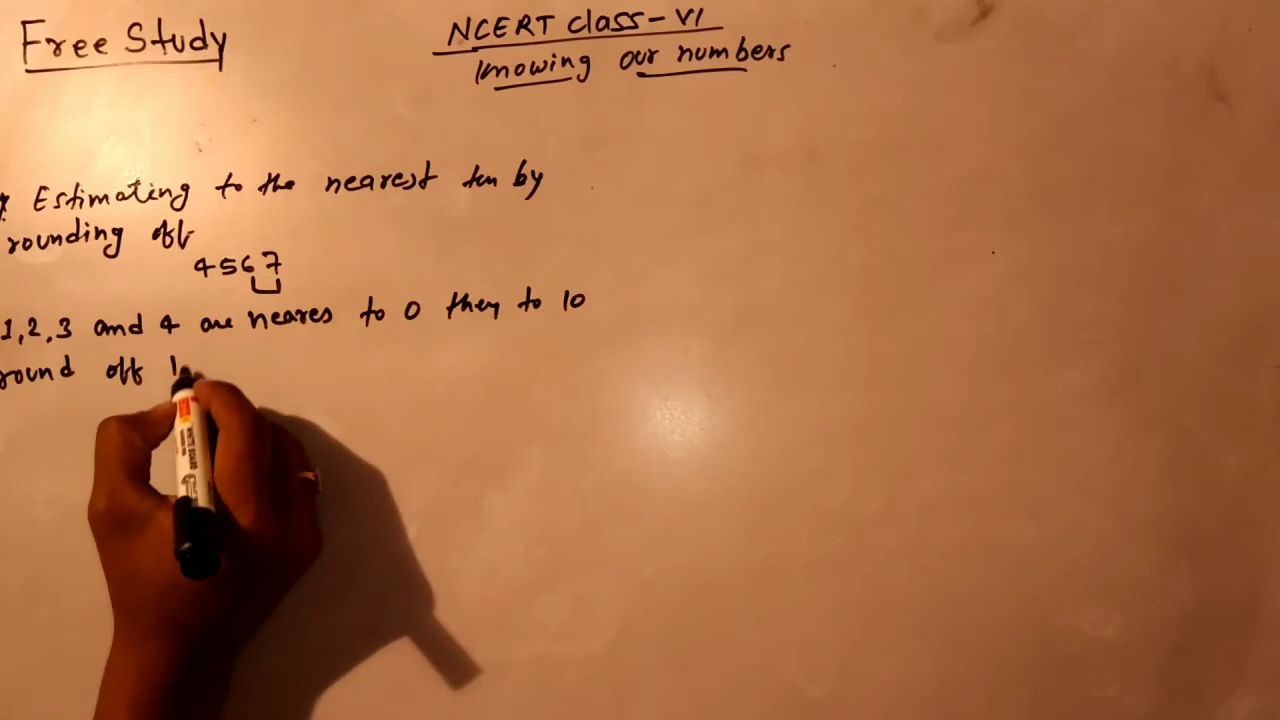 Free Study
NCERT class-VI
Knowing our numbers
* Estimating to the nearest ten by
rounding off
4567
1,2,3 and 4 are neares to 0 then to 10
round off